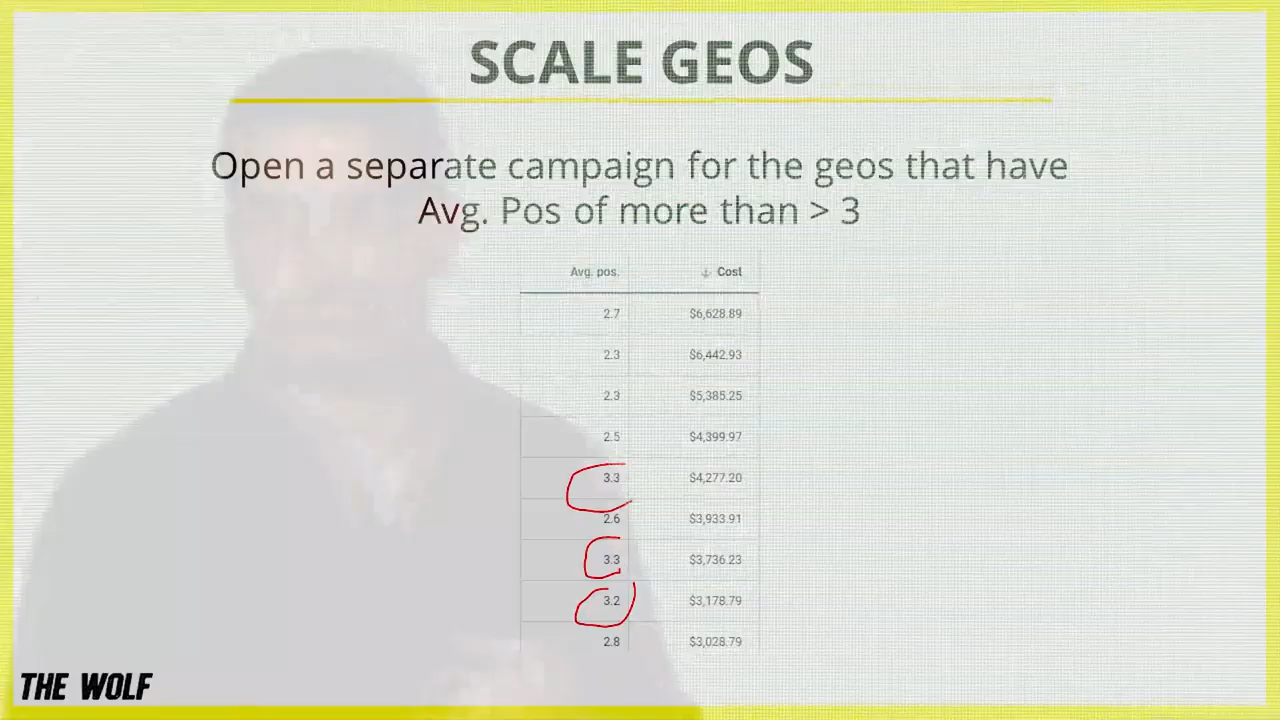 SCALE GEOS
Open a separate campaign for the geos that have
Avg. Pos of more than > 3
Avg. pos. ↓ Cost
2.7 $6,628.89
2.3 $6,442.93
2.3 $5,385.25
2.5 $4,399.97
3.3 $4,277.20
2.6 $3,933.91
3.3 $3,736.23
3.2 $3,178.79
2.8 $3,028.79
THE WOLF